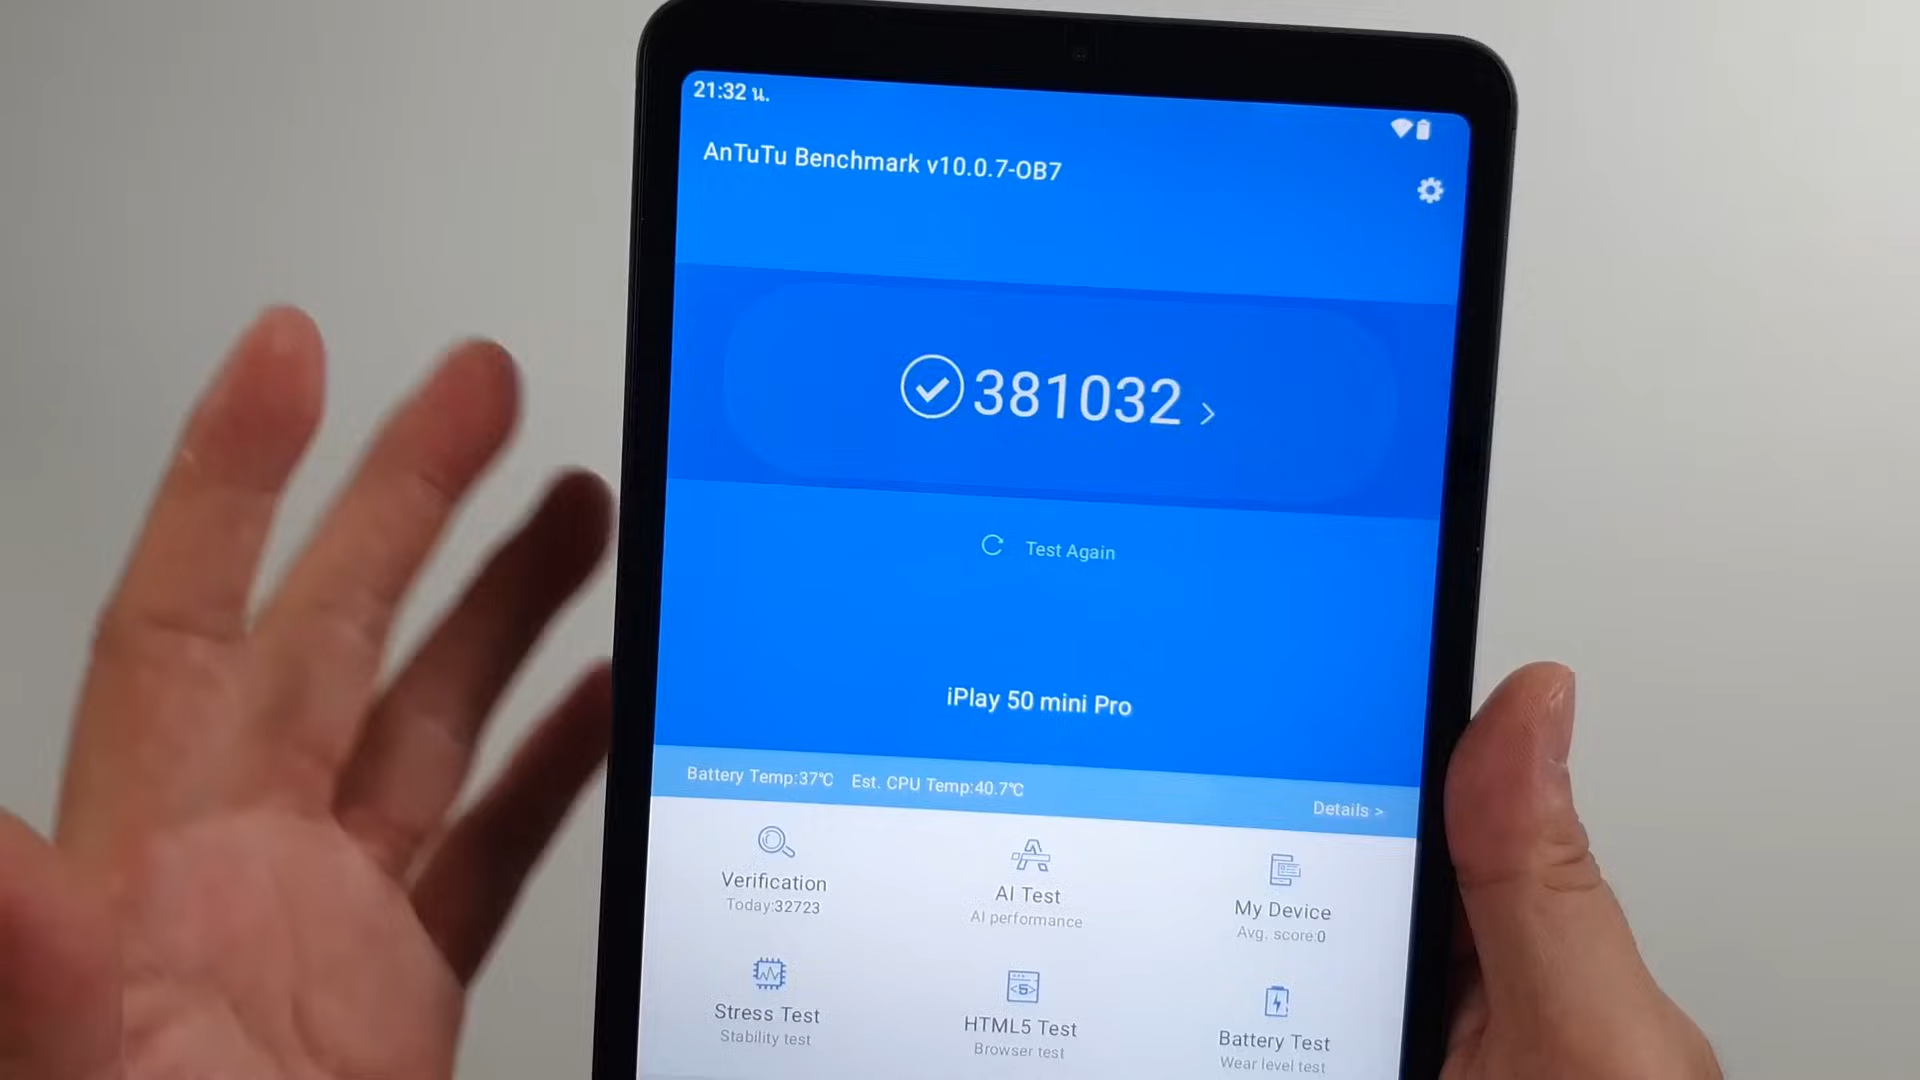 21:32 น.
AnTuTu Benchmark v10.0.7-OB7
381032 >
Test Again
iPlay 50 mini Pro
Battery Temp:37℃ Est. CPU Temp:40.7℃ Details >
Verification
Today:32723
AI Test
AI performance
My Device
Avg. score:0
Stress Test
Stability test
HTML5 Test
Browser test
Battery Test
Wear level test